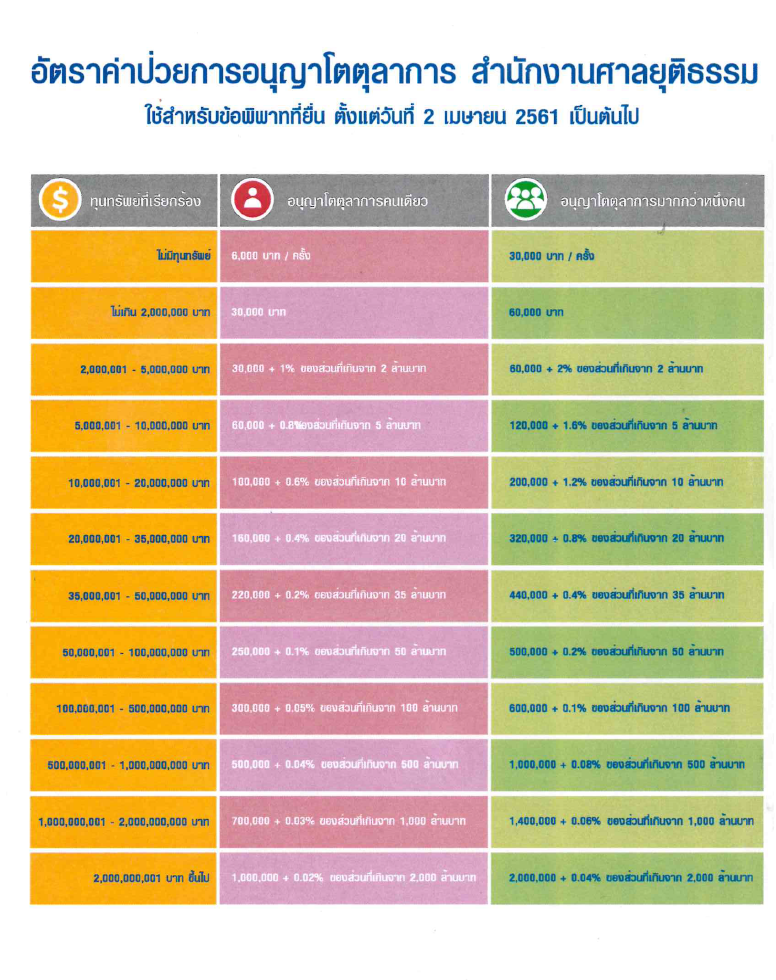 อัตราค่าป่วยการอนุญาโตตุลาการ สำนักงานศาลยุติธรรม
ใช้สำหรับข้อพิพาทที่ยื่น ตั้งแต่วันที่ 2 เมษายน 2561 เป็นต้นไป
$ ทุนทรัพย์ที่เรียกร้อง อนุญาโตตุลาการคนเดียว อนุญาโตตุลาการมากกว่าหนึ่งคน
ไม่มีทุนทรัพย์ 6,000 บาท / ครั้ง 30,000 บาท / ครั้ง
ไม่เกิน 2,000,000 บาท 30,000 บาท 60,000 บาท
2,000,001 - 5,000,000 บาท 30,000 + 1% ของส่วนที่เกินจาก 2 ล้านบาท 60,000 + 2% ของส่วนที่เกินจาก 2 ล้านบาท
5,000,001 - 10,000,000 บาท 60,000 + 0.8%ของส่วนที่เกินจาก 5 ล้านบาท 120,000 + 1.6% ของส่วนที่เกินจาก 5 ล้านบาท
10,000,001 - 20,000,000 บาท 100,000 + 0.6% ของส่วนที่เกินจาก 10 ล้านบาท 200,000 + 1.2% ของส่วนที่เกินจาก 10 ล้านบาท
20,000,001 - 35,000,000 บาท 160,000 + 0.4% ของส่วนที่เกินจาก 20 ล้านบาท 320,000 + 0.8% ของส่วนที่เกินจาก 20 ล้านบาท
35,000,001 - 50,000,000 บาท 220,000 + 0.2% ของส่วนที่เกินจาก 35 ล้านบาท 440,000 + 0.4% ของส่วนที่เกินจาก 35 ล้านบาท
50,000,001 - 100,000,000 บาท 250,000 + 0.1% ของส่วนที่เกินจาก 50 ล้านบาท 500,000 + 0.2% ของส่วนที่เกินจาก 50 ล้านบาท
100,000,001 - 500,000,000 บาท 300,000 + 0.05% ของส่วนที่เกินจาก 100 ล้านบาท 600,000 + 0.1% ของส่วนที่เกินจาก 100 ล้านบาท
500,000,001 - 1,000,000,000 บาท 500,000 + 0.04% ของส่วนที่เกินจาก 500 ล้านบาท 1,000,000 + 0.08% ของส่วนที่เกินจาก 500 ล้านบาท
1,000,000,001 - 2,000,000,000 บาท 700,000 + 0.03% ของส่วนที่เกินจาก 1,000 ล้านบาท 1,400,000 + 0.06% ของส่วนที่เกินจาก 1,000 ล้านบาท
2,000,000,001 บาท ขึ้นไป 1,000,000 + 0.02% ของส่วนที่เกินจาก 2,000 ล้านบาท 2,000,000 + 0.04% ของส่วนที่เกินจาก 2,000 ล้านบาท